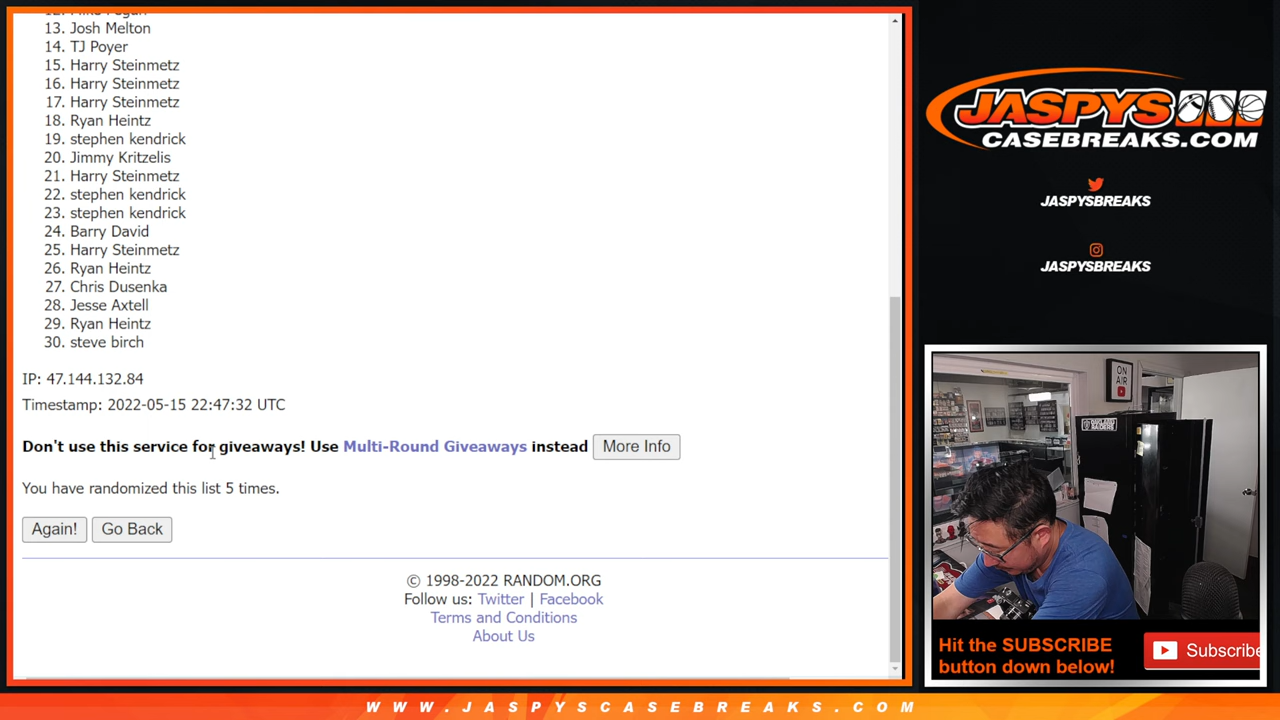 13. Josh Melton
14. TJ Poyer
15. Harry Steinmetz
16. Harry Steinmetz
17. Harry Steinmetz
18. Ryan Heintz
19. stephen kendrick
20. Jimmy Kritzelis
21. Harry Steinmetz
22. stephen kendrick
23. stephen kendrick
24. Barry David
25. Harry Steinmetz
26. Ryan Heintz
27. Chris Dusenka
28. Jesse Axtell
29. Ryan Heintz
30. steve birch
IP: 47.144.132.84
Timestamp: 2022-05-15 22:47:32 UTC
Don't use this service for giveaways! Use Multi-Round Giveaways instead More Info
You have randomized this list 5 times.
Again! Go Back
© 1998-2022 RANDOM.ORG
Follow us: Twitter | Facebook
Terms and Conditions
About Us
JASPYS
CASEBREAKS.COM
JASPYSBREAKS
JASPYSBREAKS
ON
AIR
Hit the SUBSCRIBE
button down below!
Subscribe
WWW.JASPYSCASEBREAKS.COM